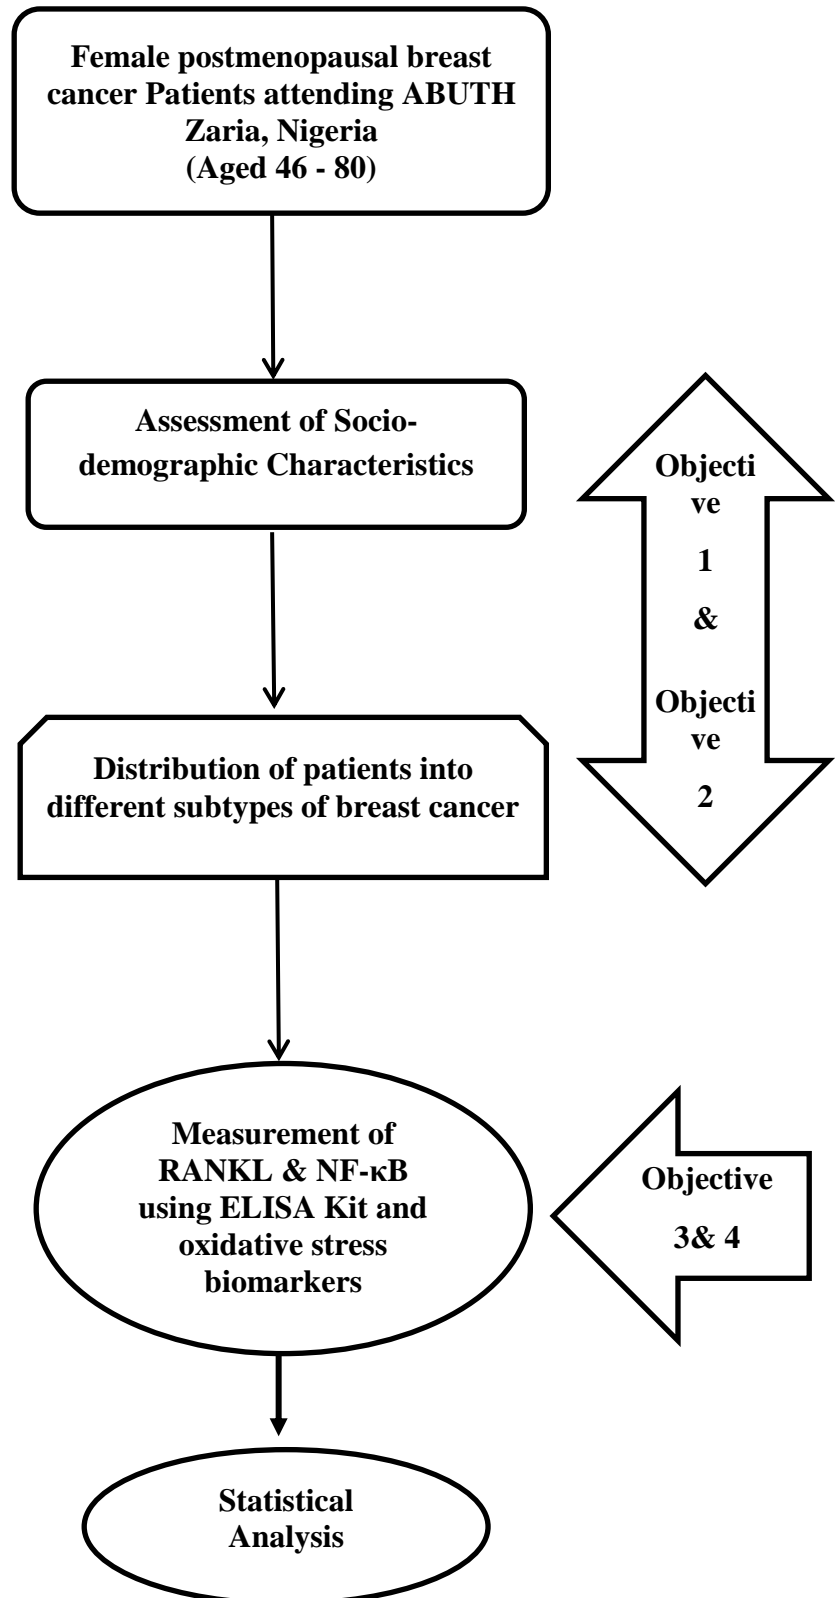 Female postmenopausal breast
cancer Patients attending ABUTH
Zaria, Nigeria
(Aged 46 - 80)
Assessment of Socio-
demographic Characteristics
Objecti
ve
1
&
Objecti
ve
2
Distribution of patients into
different subtypes of breast cancer
Measurement of
RANKL & NF-κB
using ELISA Kit and
oxidative stress
biomarkers
Objective
3& 4
Statistical
Analysis